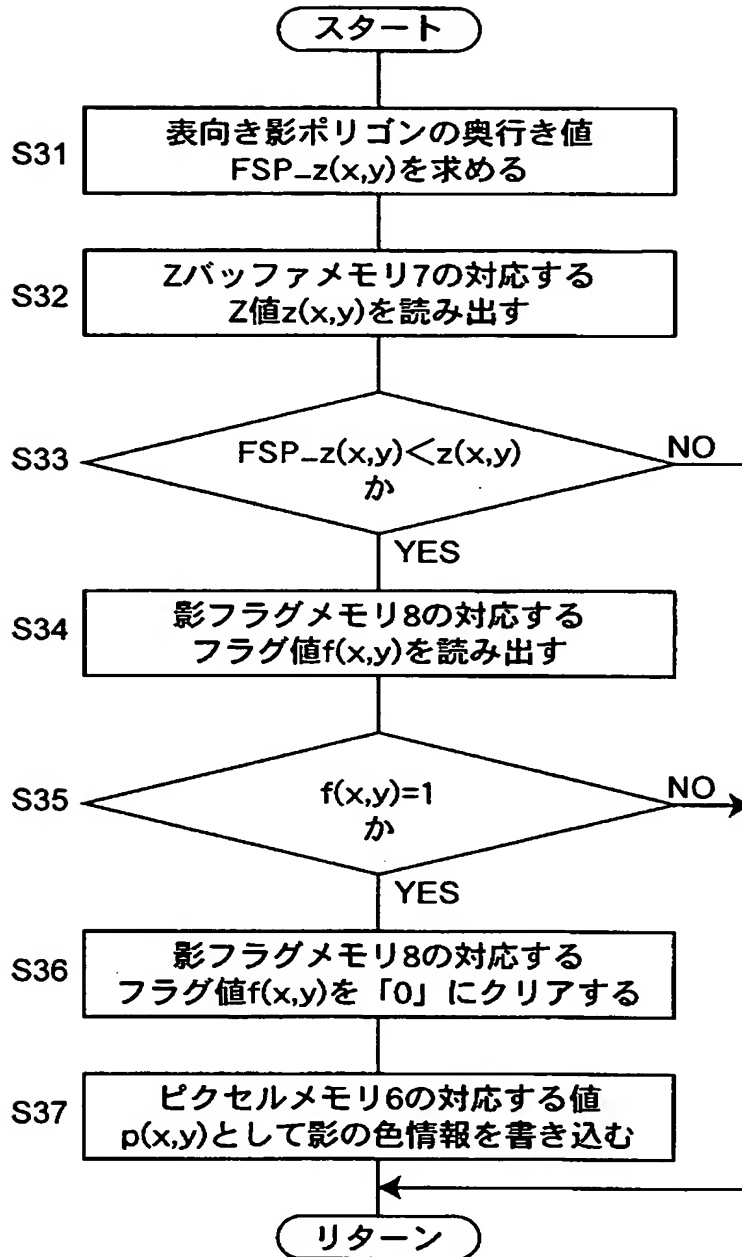 スタート
S31
表向き影ポリゴンの奥行き値
FSP_z(x,y)を求める
S32
Zバッファメモリ7の対応する
Z値z(x,y)を読み出す
S33
FSP_z(x,y)<z(x,y)
か
NO
YES
S34
影フラグメモリ8の対応する
フラグ値f(x,y)を読み出す
S35
f(x,y)=1
か
NO
YES
S36
影フラグメモリ8の対応する
フラグ値f(x,y)を「0」にクリアする
S37
ピクセルメモリ6の対応する値
p(x,y)として影の色情報を書き込む
リターン